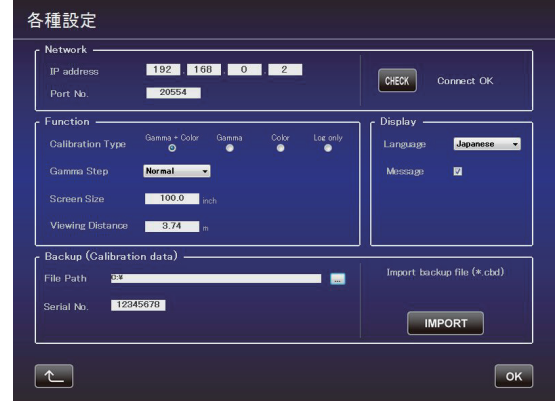 各種設定
Network
IP address 192 . 168 . 0 . 2
Port No. 20554
CHECK Connect OK
Function
Calibration Type Gamma + Color Gamma Color Log only
Gamma Step Normal
Screen Size 100.0 inch
Viewing Distance 3.74 m
Display
Language Japanese
Message
Backup (Calibration data)
File Path D:¥ ...
Serial No. 12345678
Import backup file (*.cbd)
IMPORT
OK